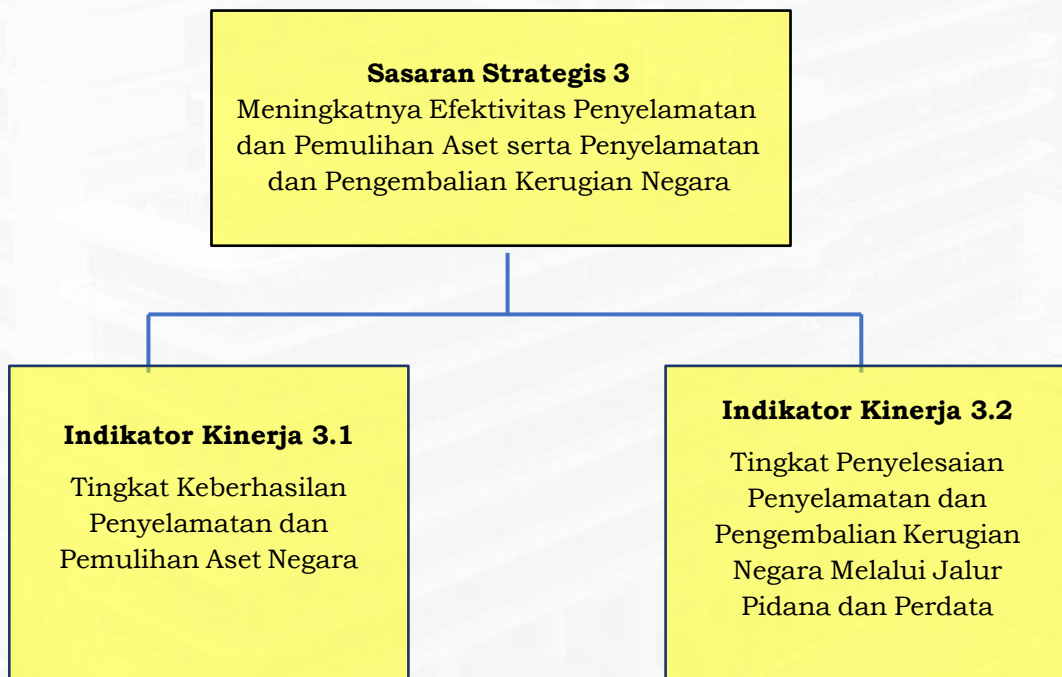 Sasaran Strategis 3
Meningkatnya Efektivitas Penyelamatan
dan Pemulihan Aset serta Penyelamatan
dan Pengembalian Kerugian Negara
Indikator Kinerja 3.1
Tingkat Keberhasilan
Penyelamatan dan
Pemulihan Aset Negara
Indikator Kinerja 3.2
Tingkat Penyelesaian
Penyelamatan dan
Pengembalian Kerugian
Negara Melalui Jalur
Pidana dan Perdata